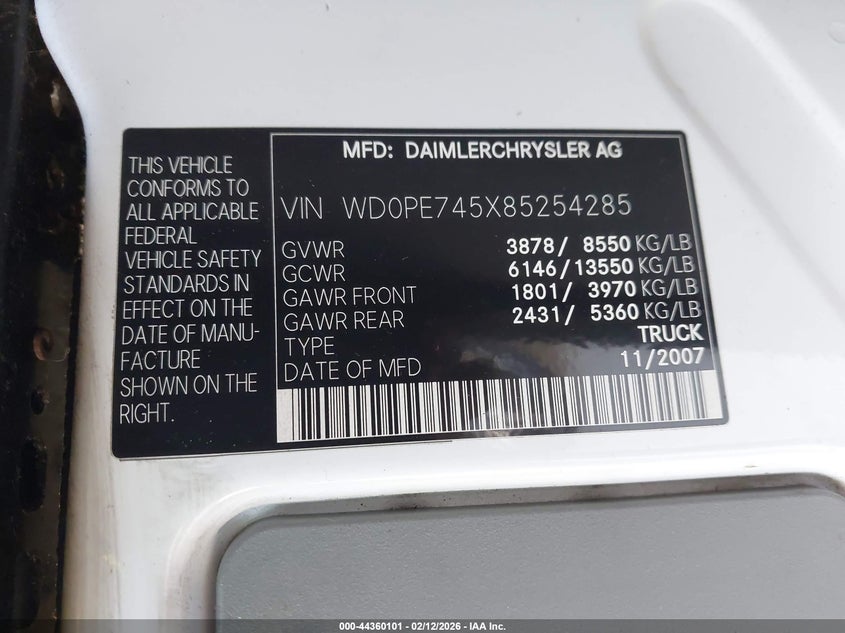 MFD: DAIMLERCHRYSLER AG
THIS VEHICLE
CONFORMS TO
ALL APPLICABLE
FEDERAL
VEHICLE SAFETY
STANDARDS IN
EFFECT ON THE
DATE OF MANU-
FACTURE
SHOWN ON THE
RIGHT.
VIN WD0PE745X85254285
GVWR 3878/ 8550 KG/LB
GCWR 6146/13550 KG/LB
GAWR FRONT 1801/ 3970 KG/LB
GAWR REAR 2431/ 5360 KG/LB
TYPE TRUCK
DATE OF MFD 11/2007
000-44360101 - 02/12/2026 - IAA Inc.